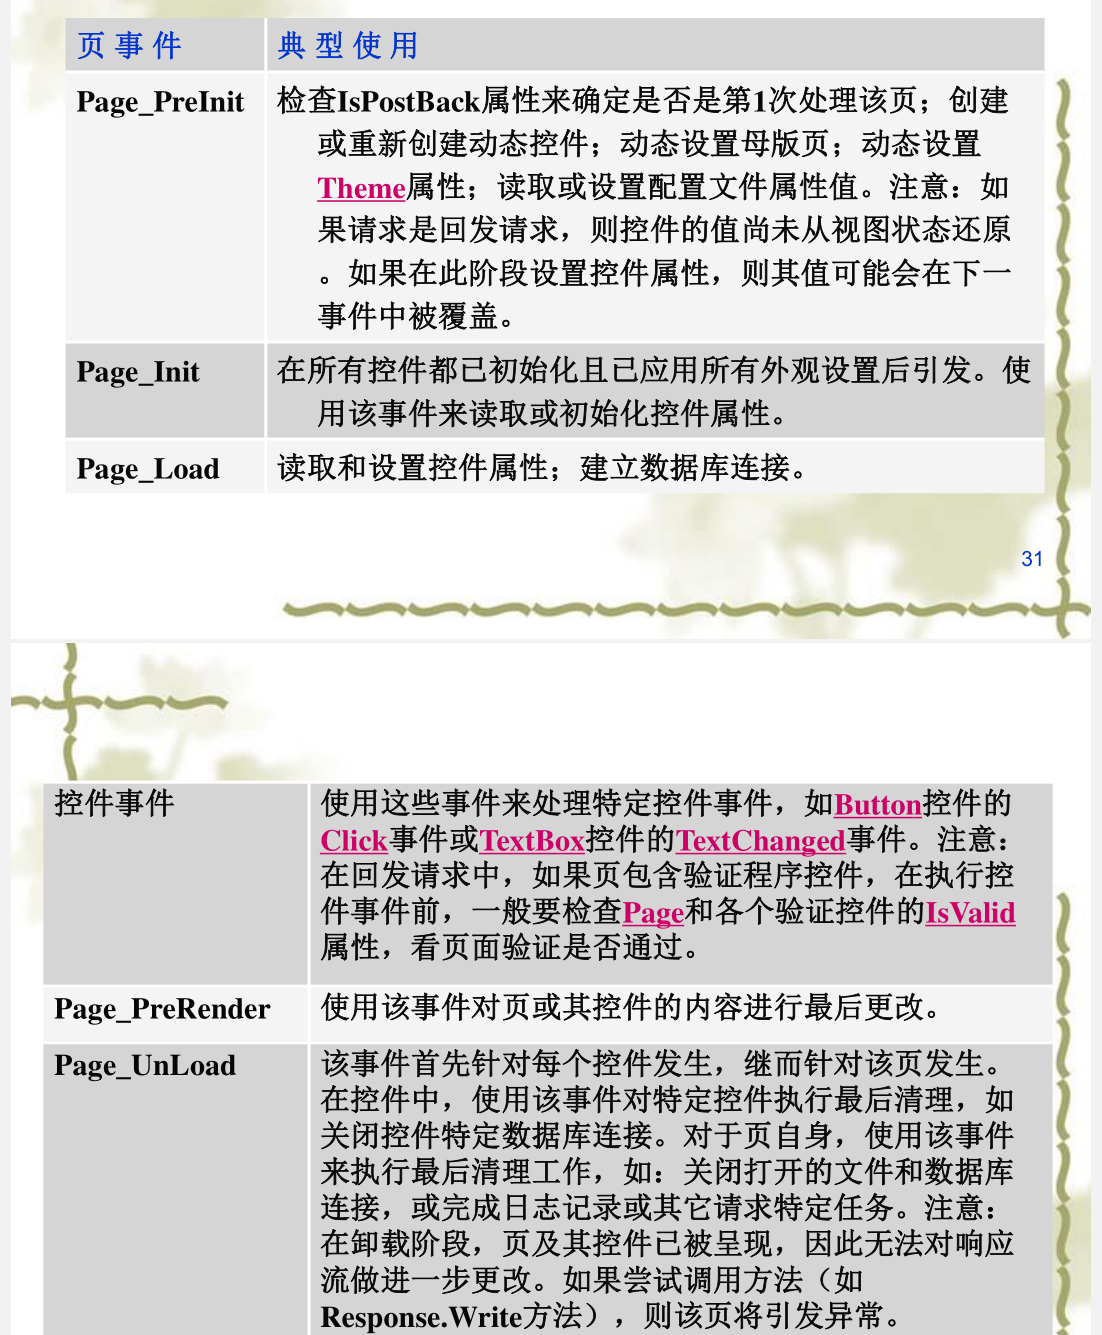 页事件 典型使用
Page_PreInit 检查IsPostBack属性来确定是否是第1次处理该页；创建
或重新创建动态控件；动态设置母版页；动态设置
Theme属性；读取或设置配置文件属性值。注意：如
果请求是回发请求，则控件的值尚未从视图状态还原
。如果在此阶段设置控件属性，则其值可能会在下一
事件中被覆盖。
Page_Init 在所有控件都已初始化且已应用所有外观设置后引发。使
用该事件来读取或初始化控件属性。
Page_Load 读取和设置控件属性；建立数据库连接。
31
控件事件 使用这些事件来处理特定控件事件，如Button控件的
Click事件或TextBox控件的TextChanged事件。注意：
在回发请求中，如果页包含验证程序控件，在执行控
件事件前，一般要检查Page和各个验证控件的IsValid
属性，看页面验证是否通过。
Page_PreRender 使用该事件对页或其控件的内容进行最后更改。
Page_UnLoad 该事件首先针对每个控件发生，继而针对该页发生。
在控件中，使用该事件对特定控件执行最后清理，如
关闭控件特定数据库连接。对于页自身，使用该事件
来执行最后清理工作，如：关闭打开的文件和数据库
连接，或完成日志记录或其它请求特定任务。注意：
在卸载阶段，页及其控件已被呈现，因此无法对响应
流做进一步更改。如果尝试调用方法（如
Response.Write方法），则该页将引发异常。